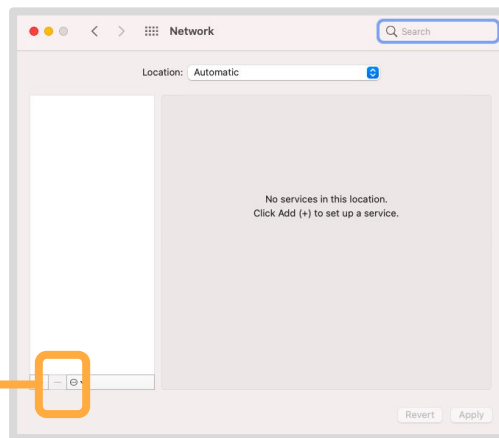 Network
Search
Location: Automatic
No services in this location.
Click Add (+) to set up a service.
Revert
Apply